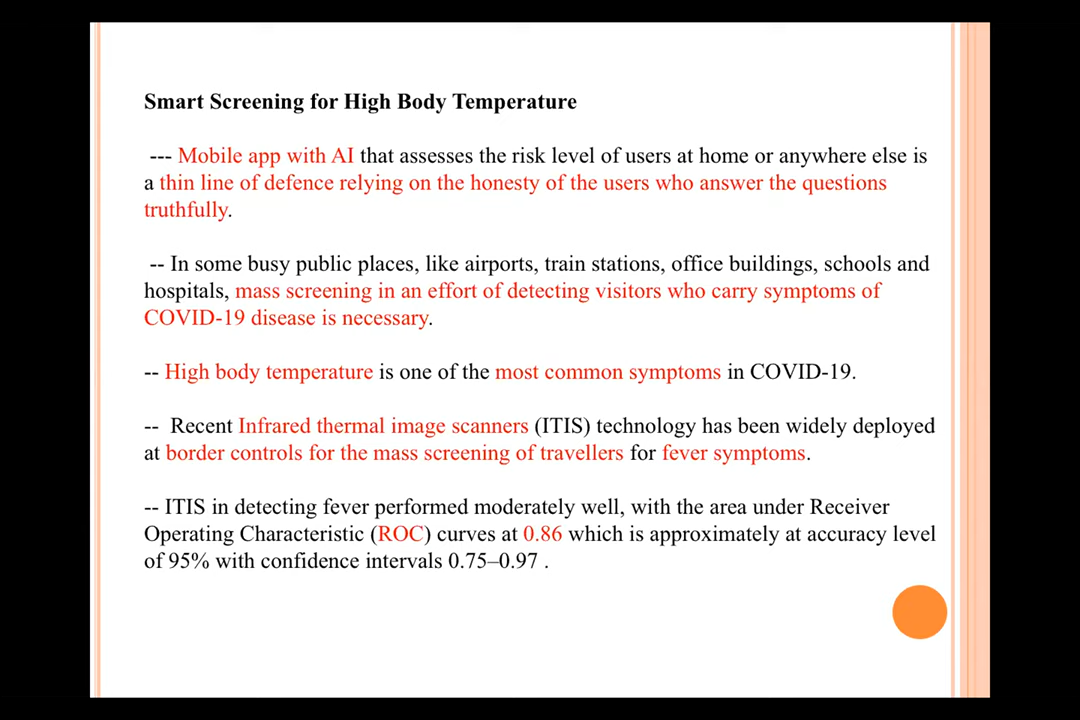 Smart Screening for High Body Temperature
--- Mobile app with AI that assesses the risk level of users at home or anywhere else is
a thin line of defence relying on the honesty of the users who answer the questions
truthfully.
-- In some busy public places, like airports, train stations, office buildings, schools and
hospitals, mass screening in an effort of detecting visitors who carry symptoms of
COVID-19 disease is necessary.
-- High body temperature is one of the most common symptoms in COVID-19.
-- Recent Infrared thermal image scanners (ITIS) technology has been widely deployed
at border controls for the mass screening of travellers for fever symptoms.
-- ITIS in detecting fever performed moderately well, with the area under Receiver
Operating Characteristic (ROC) curves at 0.86 which is approximately at accuracy level
of 95% with confidence intervals 0.75–0.97 .